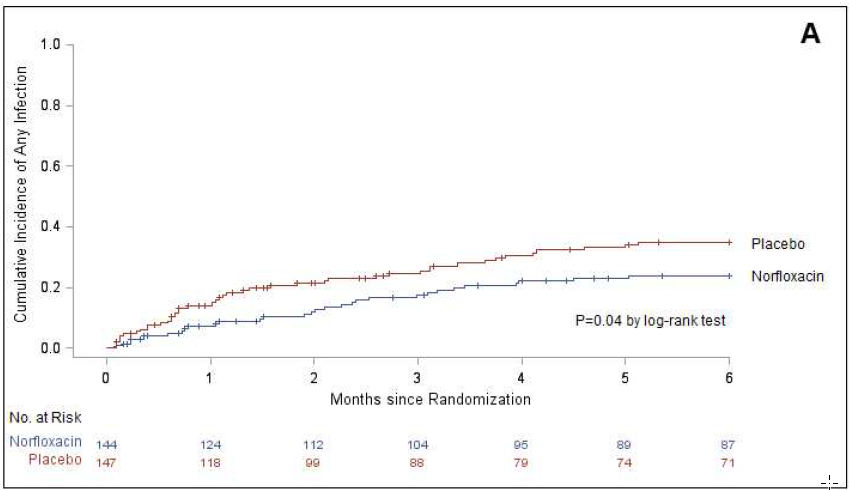 A
Cumulative Incidence of Any Infection
1.0
0.8
0.6
0.4
0.2
0.0
Placebo
Norfloxacin
P=0.04 by log-rank test
0 1 2 3 4 5 6
Months since Randomization
No. at Risk
Norfloxacin 144 124 112 104 95 89 87
Placebo 147 118 99 88 79 74 71